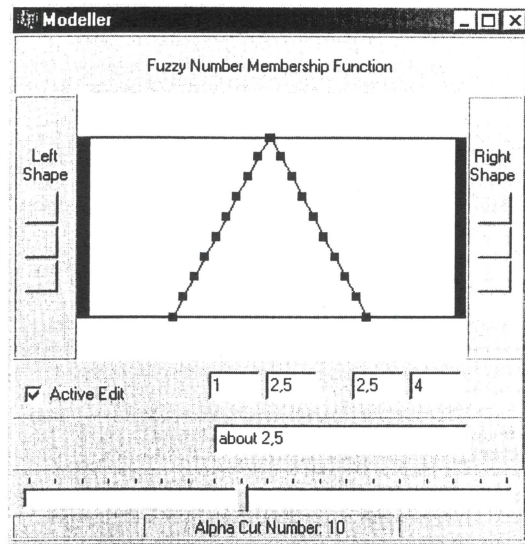 Modeller
Fuzzy Number Membership Function
Left Shape
Right Shape
Active Edit
1
2,5
2,5
4
about 2,5
Alpha Cut Number: 10